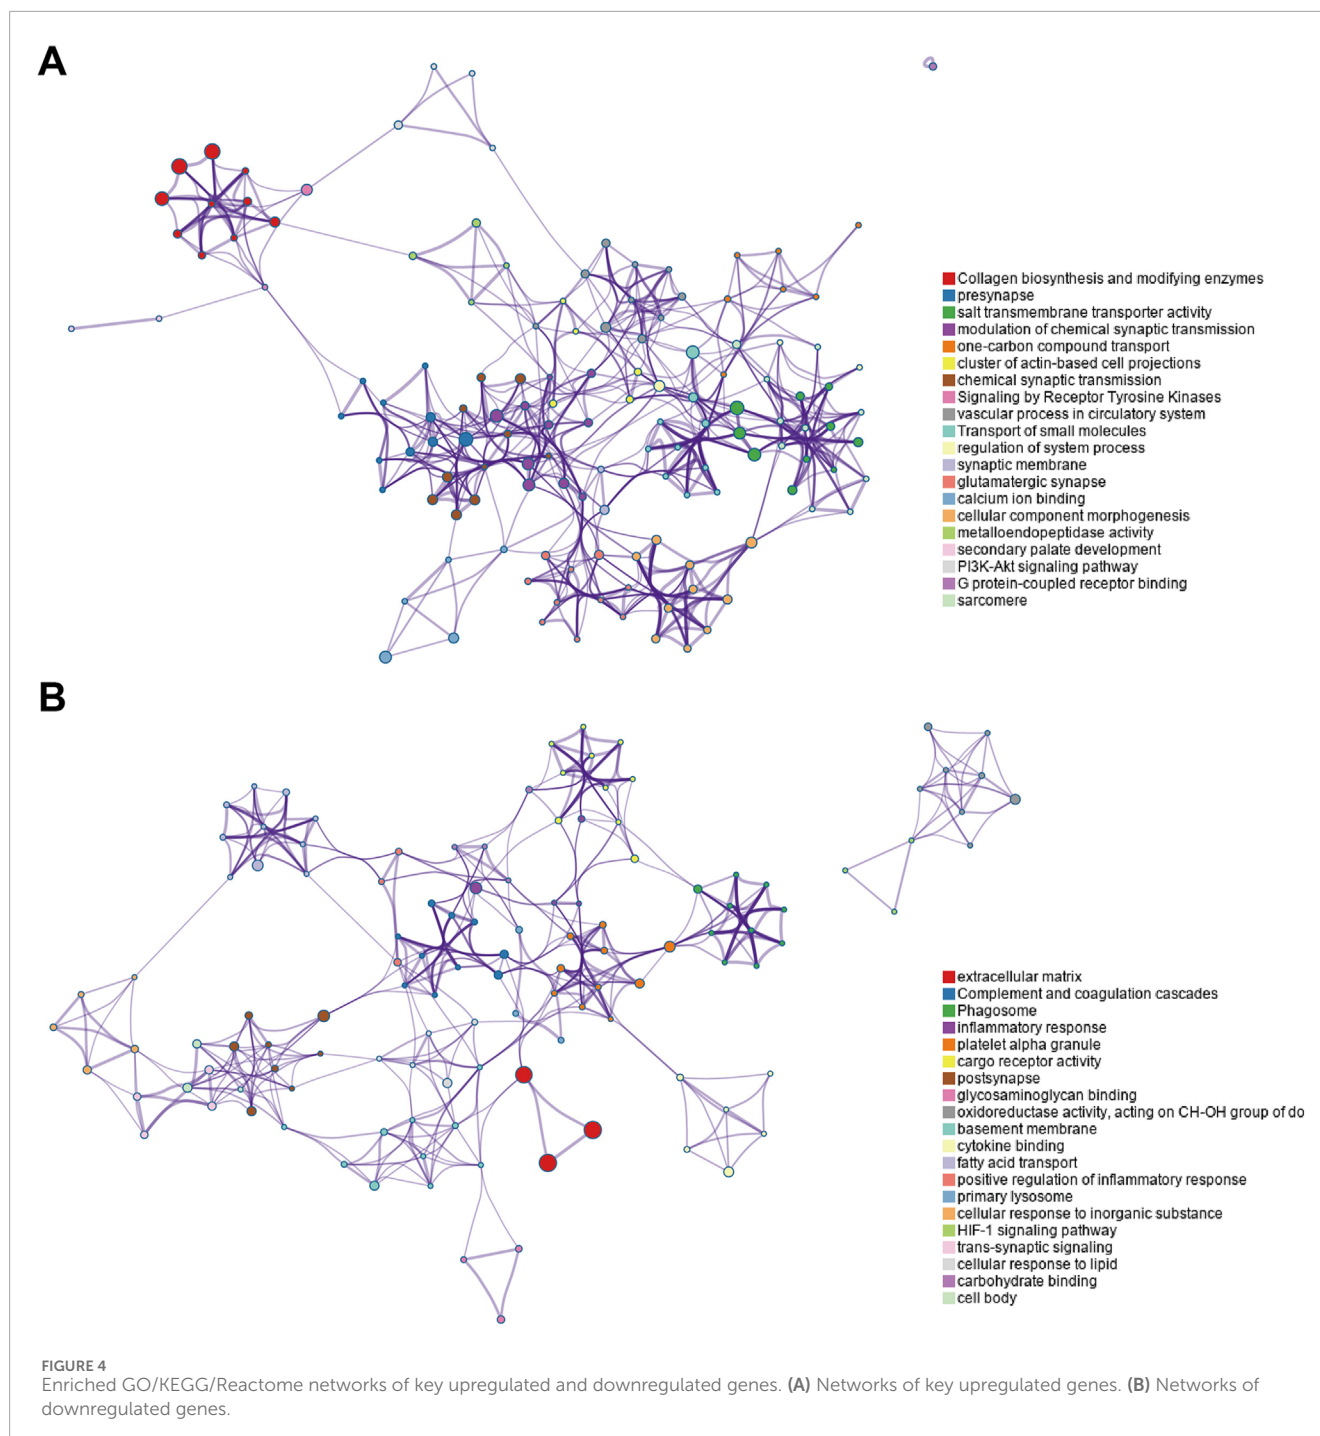 A
Collagen biosynthesis and modifying enzymes
presynapse
salt transmembrane transporter activity
modulation of chemical synaptic transmission
one-carbon compound transport
cluster of actin-based cell projections
chemical synaptic transmission
Signaling by Receptor Tyrosine Kinases
vascular process in circulatory system
Transport of small molecules
regulation of system process
synaptic membrane
glutamatergic synapse
calcium ion binding
cellular component morphogenesis
metalloendopeptidase activity
secondary palate development
PI3K-Akt signaling pathway
G protein-coupled receptor binding
sarcomere
B
extracellular matrix
Complement and coagulation cascades
Phagosome
inflammatory response
platelet alpha granule
cargo receptor activity
postsynapse
glycosaminoglycan binding
oxidoreductase activity, acting on CH-OH group of do
basement membrane
cytokine binding
fatty acid transport
positive regulation of inflammatory response
primary lysosome
cellular response to inorganic substance
HIF-1 signaling pathway
trans-synaptic signaling
cellular response to lipid
carbohydrate binding
cell body
FIGURE 4
Enriched GO/KEGG/Reactome networks of key upregulated and downregulated genes. (A) Networks of key upregulated genes. (B) Networks of
downregulated genes.